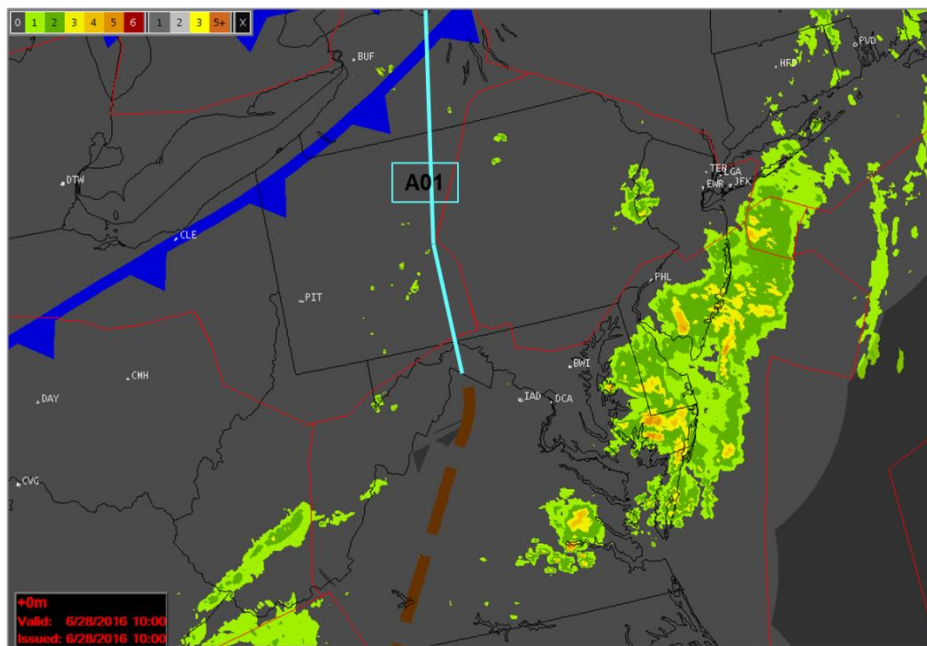 0 1 2 3 4 5 6 1 2 3 5+ X
BUF
PVD
HFD
DTW
A01
TEB
LGA
EWR JFK
CLE
PHL
PIT
BWI
CMH
DAY
IAD DCA
CVG
+0m
Valid: 6/28/2016 10:00
Issued: 6/28/2016 10:00